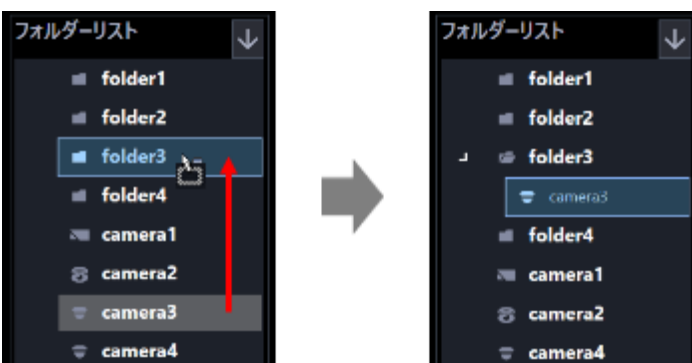 フォルダーリスト
folder1
folder2
folder3
folder4
camera1
camera2
camera3
camera4
フォルダーリスト
folder1
folder2
folder3
camera3
folder4
camera1
camera2
camera4